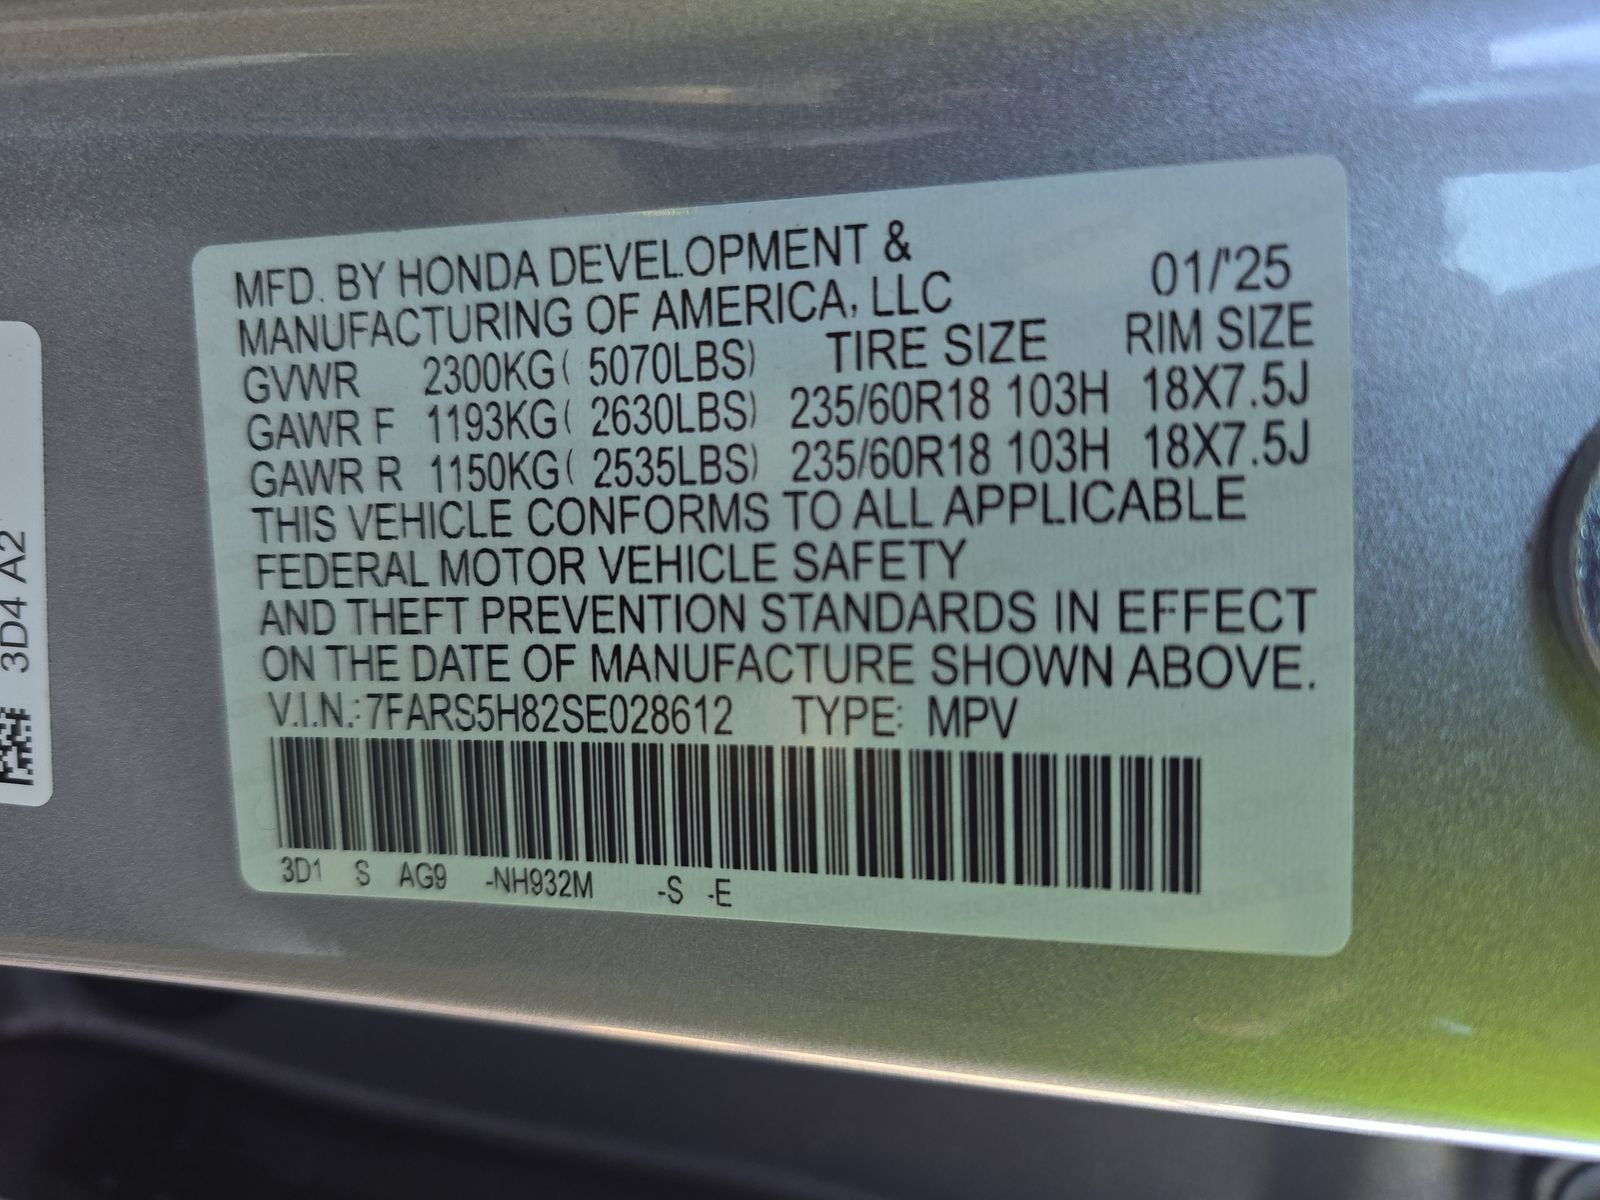 MFD. BY HONDA DEVELOPMENT &
MANUFACTURING OF AMERICA, LLC 01/'25
GVWR 2300KG( 5070LBS) TIRE SIZE RIM SIZE
GAWR F 1193KG( 2630LBS) 235/60R18 103H 18X7.5J
GAWR R 1150KG( 2535LBS) 235/60R18 103H 18X7.5J
THIS VEHICLE CONFORMS TO ALL APPLICABLE
FEDERAL MOTOR VEHICLE SAFETY
AND THEFT PREVENTION STANDARDS IN EFFECT
ON THE DATE OF MANUFACTURE SHOWN ABOVE.
V.I.N.: 7FARS5H82SE028612 TYPE: MPV
3D1 S AG9 -NH932M -S -E
3D4 A2